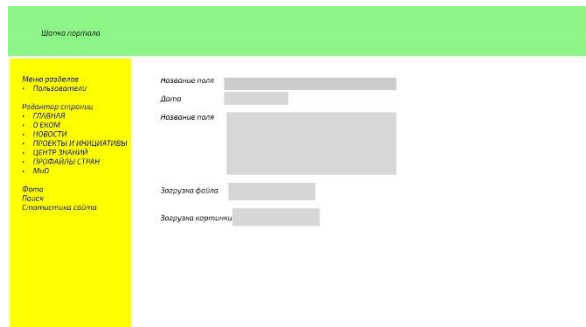 Шапка портала
Меню разделов
• Пользователи
Редактор страниц
• ГЛАВНАЯ
• О ЕКОМ
• НОВОСТИ
• ПРОЕКТЫ И ИНИЦИАТИВЫ
• ЦЕНТР ЗНАНИЙ
• ПРОФАЙЛЫ СТРАН
• МиО
Фото
Поиск
Статистика сайта
Название поля
Дата
Название поля
Загрузка файла
Загрузка картинки